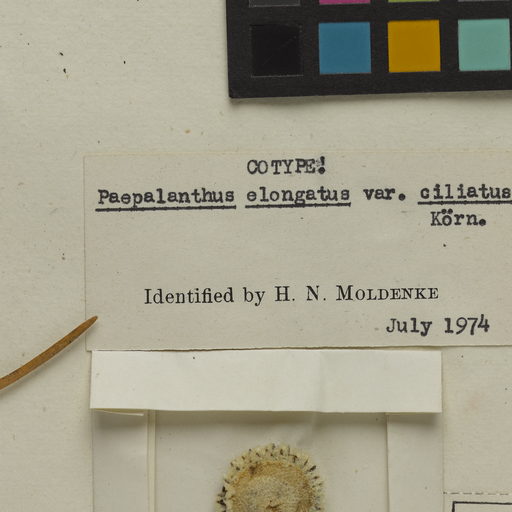 COTYPE!
Paepalanthus elongatus var. ciliatus
Körn.
Identified by H. N. MOLDENKE
July 1974